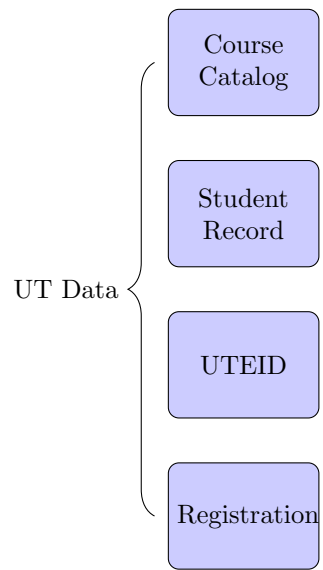 Course
Catalog
Student
Record
UT Data
UTEID
Registration